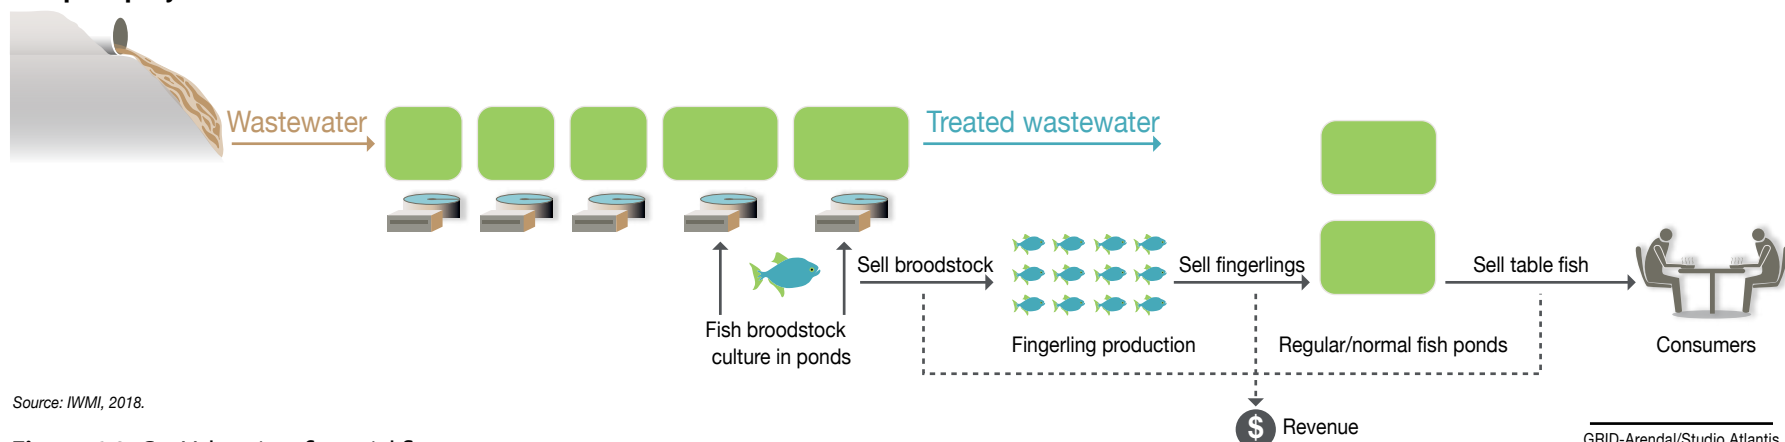 Wastewater
Treated wastewater
Sell broodstock
Sell fingerlings
Sell table fish
Fish broodstock
culture in ponds
Fingerling production
Regular/normal fish ponds
Consumers
Source: IWMI, 2018.
$
Revenue
GRID-Arendal/Studio Atlantis